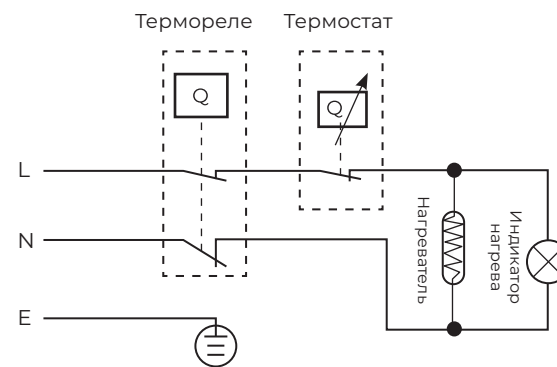 Термореле
Термостат
Q
Q
L
N
E
Нагреватель
Индикатор
нагрева